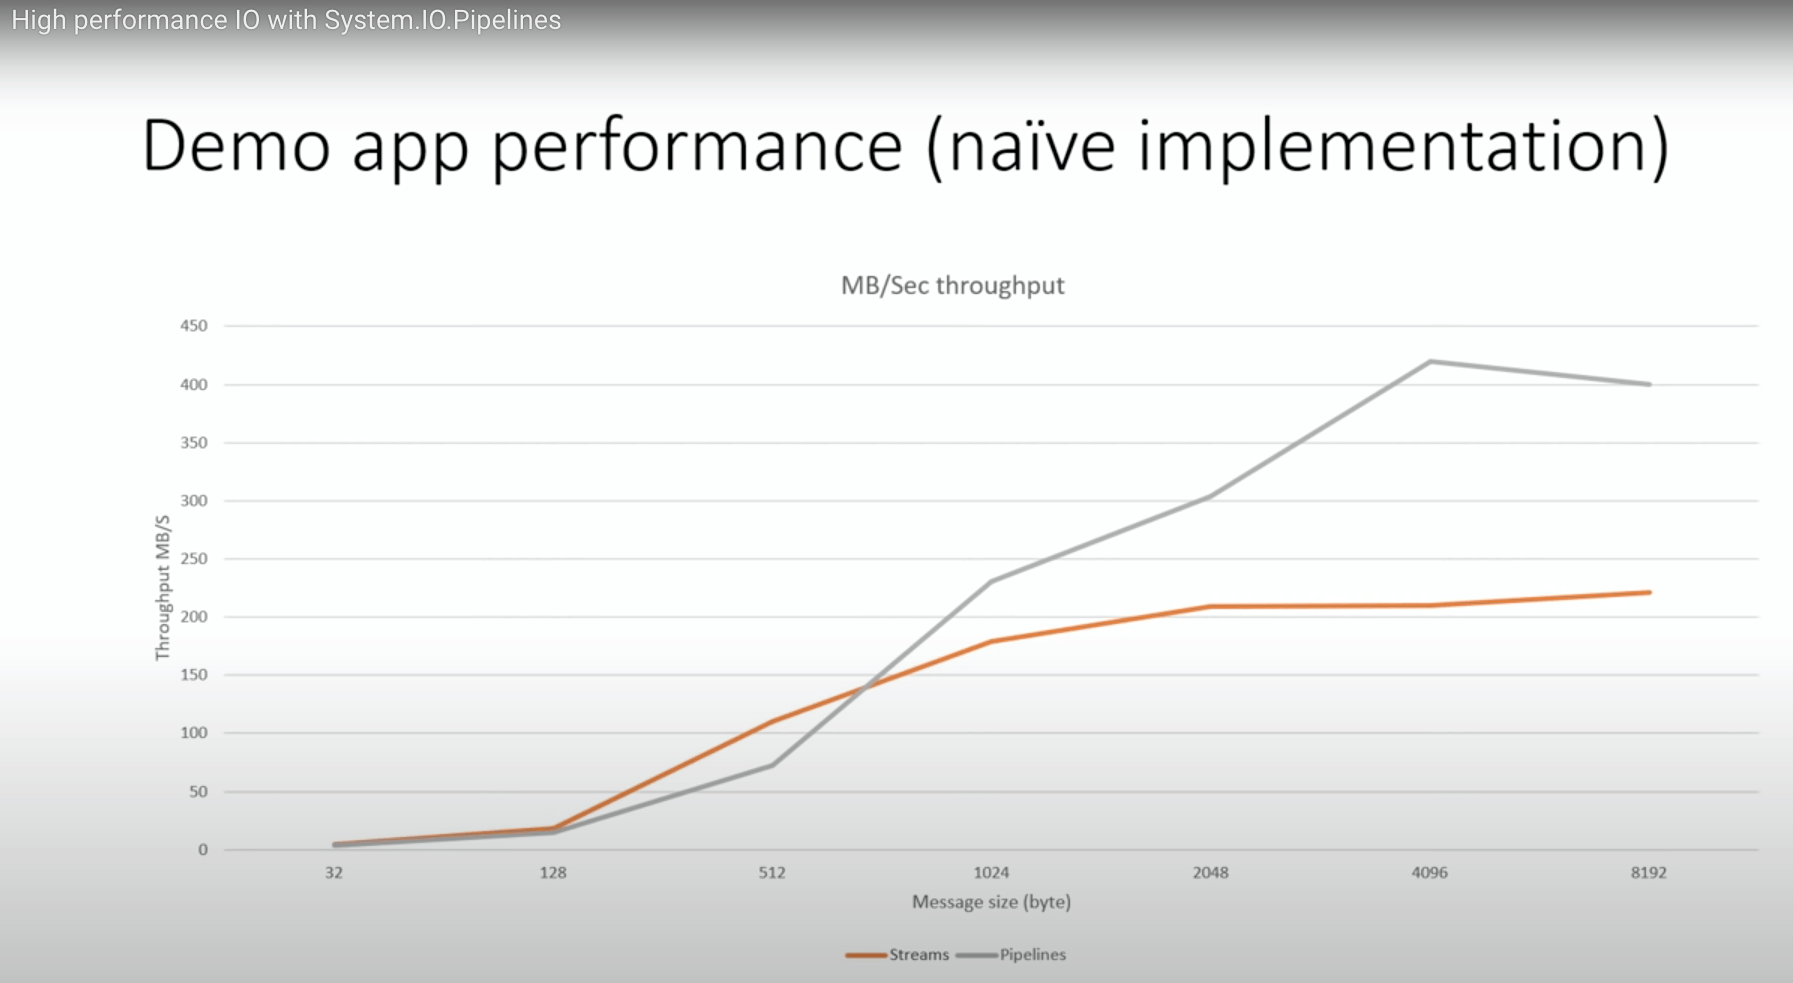 High performance IO with System.IO.Pipelines
Demo app performance (naïve implementation)
MB/Sec throughput
Throughput MB/S
450
400
350
300
250
200
150
100
50
0
32 128 512 1024 2048 4096 8192
Message size (byte)
Streams Pipelines